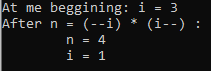 At me beggining: i = 3
After n = (--i) * (i--) :
n = 4
i = 1